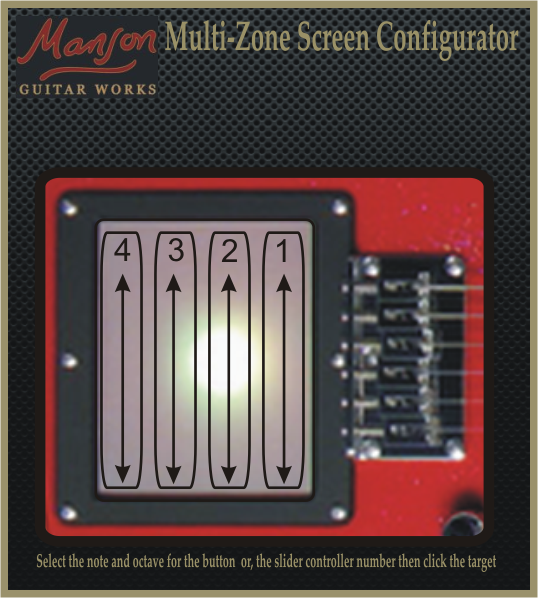 Manson
GUITAR WORKS
Multi-Zone Screen Configurator
4 3 2 1
Select the note and octave for the button or, the slider controller number then click the target